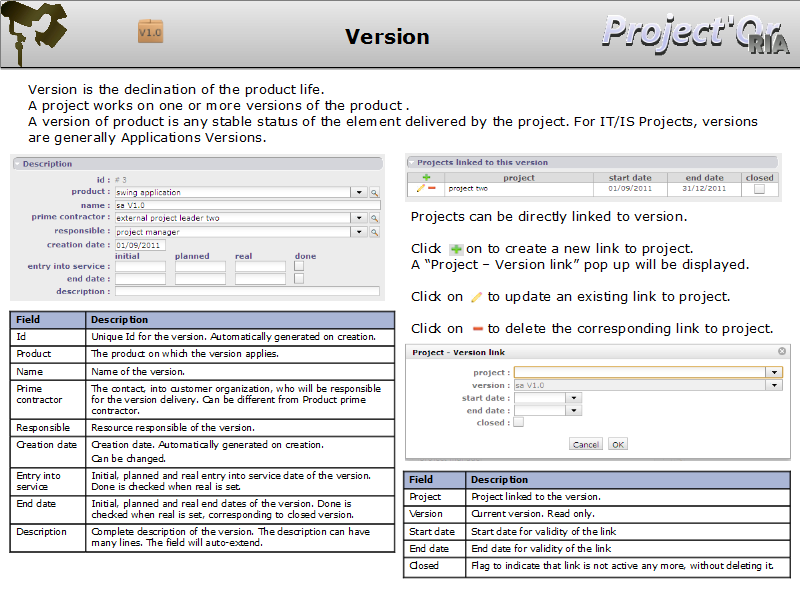 V1.0
Version
Project'Or
RIA
Version is the declination of the product life.
A project works on one or more versions of the product .
A version of product is any stable status of the element delivered by the project. For IT/IS Projects, versions
are generally Applications Versions.
Description
id : # 3
product : swing application
name : sa V1.0
prime contractor : external project leader two
responsible : project manager
creation date : 01/09/2011
initial planned real done
entry into service :
end date :
description :
Field Description
Id Unique Id for the version. Automatically generated on creation.
Product The product on which the version applies.
Name Name of the version.
Prime The contact, into customer organization, who will be responsible
contractor for the version delivery. Can be different from Product prime
contractor.
Responsible Resource responsible of the version.
Creation date Creation date. Automatically generated on creation.
Can be changed.
Entry into Initial, planned and real entry into service date of the version.
service Done is checked when real is set.
End date Initial, planned and real end dates of the version. Done is
checked when real is set, corresponding to closed version.
Description Complete description of the version. The description can have
many lines. The field will auto-extend.
Projects linked to this version
project start date end date closed
project two 01/09/2011 31/12/2011
Projects can be directly linked to version.
Click on to create a new link to project.
A “Project – Version link” pop up will be displayed.
Click on to update an existing link to project.
Click on to delete the corresponding link to project.
Project - Version link
project :
version : sa V1.0
start date :
end date :
closed :
Cancel OK
Field Description
Project Project linked to the version.
Version Current version. Read only.
Start date Start date for validity of the link
End date End date for validity of the link
Closed Flag to indicate that link is not active any more, without deleting it.